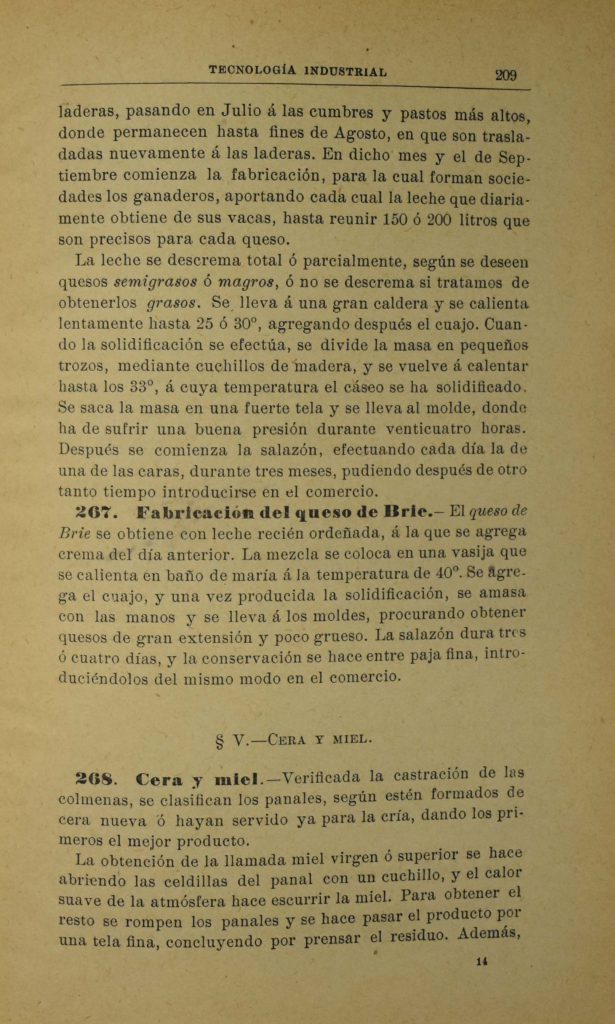 TECNOLOGÍA INDUSTRIAL 209
laderas, pasando en Julio á las cumbres y pastos más altos,
donde permanecen hasta fines de Agosto, en que son trasla-
dadas nuevamente á las laderas. En dicho mes y el de Sep-
tiembre comienza la fabricación, para la cual forman socie-
dades los ganaderos, aportando cada cual la leche que diaria-
mente obtiene de sus vacas, hasta reunir 150 ó 200 litros que
son precisos para cada queso.
La leche se descrema total ó parcialmente, según se deseen
quesos semigrasos ó magros, ó no se descrema si tratamos de
obtenerlos grasos. Se lleva á una gran caldera y se calienta
lentamente hasta 25 ó 30°, agregando después el cuajo. Cuan-
do la solidificación se efectúa, se divide la masa en pequeños
trozos, mediante cuchillos de madera, y se vuelve á calentar
hasta los 33°, á cuya temperatura el cáseo se ha solidificado.
Se saca la masa en una fuerte tela y se lleva al molde, donde
ha de sufrir una buena presión durante venticuatro horas.
Después se comienza la salazón, efectuando cada día la de
una de las caras, durante tres meses, pudiendo después de otro
tanto tiempo introducirse en el comercio.
267. Fabricación del queso de Brie.— El queso de
Brie se obtiene con leche recién ordeñada, á la que se agrega
crema del día anterior. La mezcla se coloca en una vasija que
se calienta en baño de maría á la temperatura de 40°. Se agre-
ga el cuajo, y una vez producida la solidificación, se amasa
con las manos y se lleva á los moldes, procurando obtener
quesos de gran extensión y poco grueso. La salazón dura tres
ó cuatro días, y la conservación se hace entre paja fina, intro-
duciéndolos del mismo modo en el comercio.
§ V.—CERA Y MIEL.
268. Cera y miel.—Verificada la castración de las
colmenas, se clasifican los panales, según estén formados de
cera nueva ó hayan servido ya para la cría, dando los pri-
meros el mejor producto.
La obtención de la llamada miel virgen ó superior se hace
abriendo las celdillas del panal con un cuchillo, y el calor
suave de la atmósfera hace escurrir la miel. Para obtener el
resto se rompen los panales y se hace pasar el producto por
una tela fina, concluyendo por prensar el residuo. Además,
14